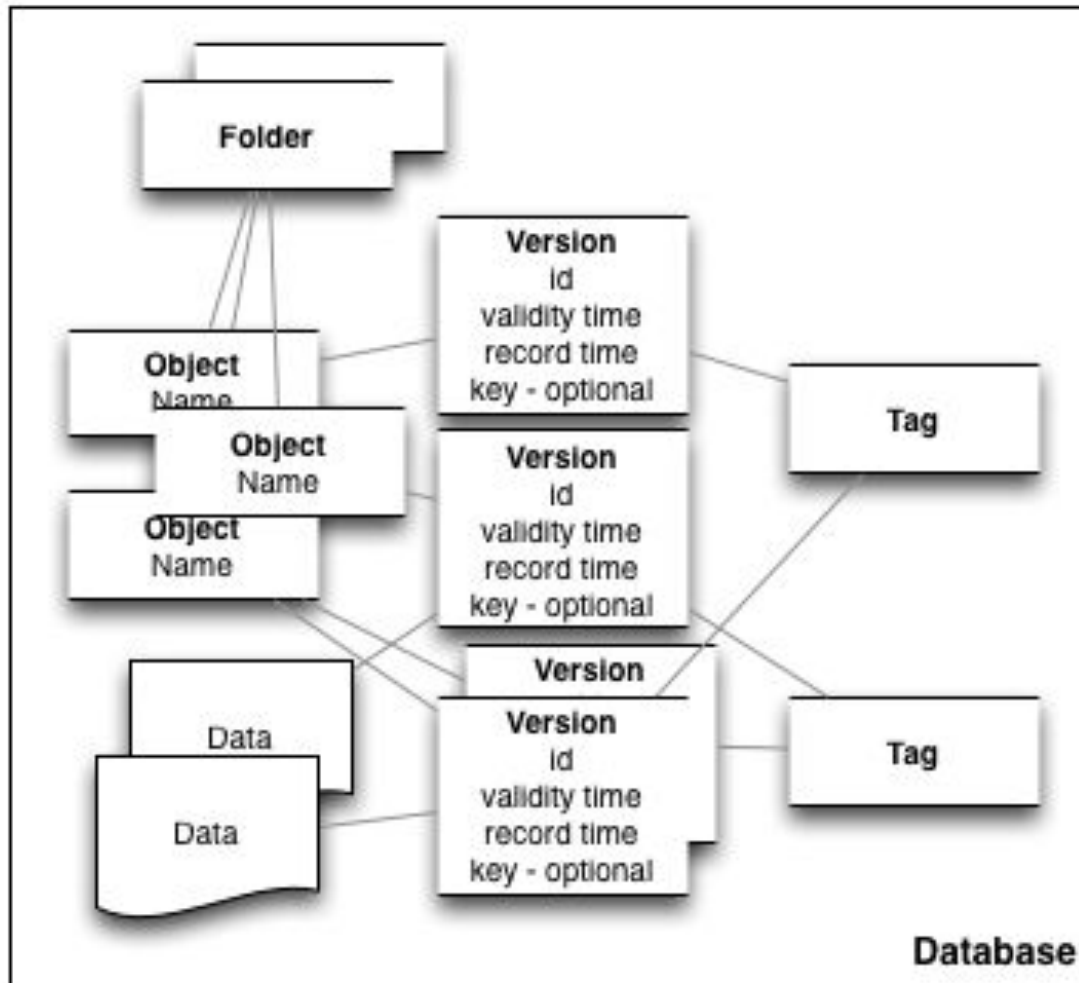 Folder
Version
id
validity time
record time
key - optional
Object
Name
Tag
Object
Name
Version
id
validity time
record time
key - optional
Object
Name
Version
Data
Version
id
validity time
record time
key - optional
Tag
Data
Database